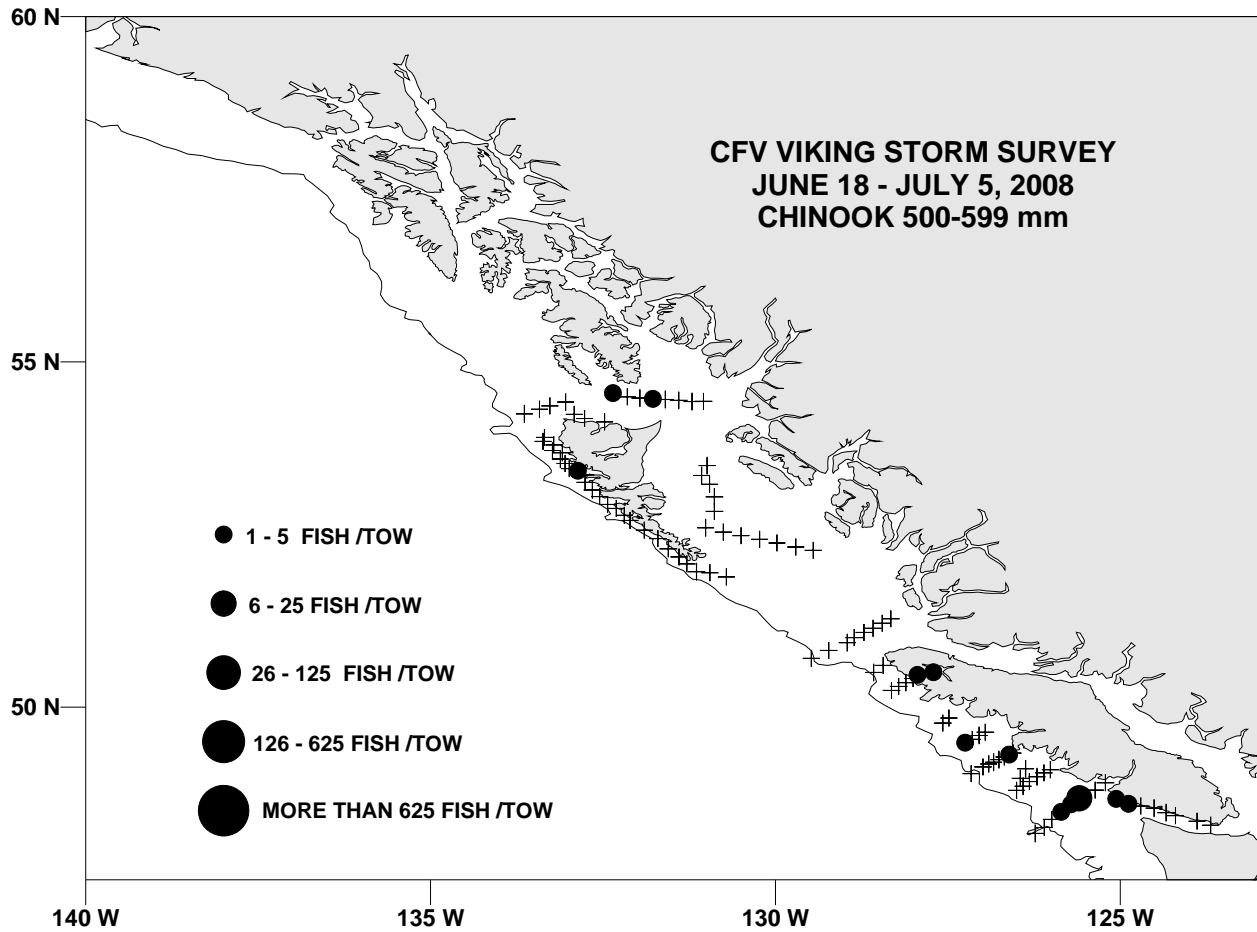 60 N
CFV VIKING STORM SURVEY
JUNE 18 - JULY 5, 2008
CHINOOK 500-599 mm
55 N
1 - 5 FISH /TOW
6 - 25 FISH /TOW
26 - 125 FISH /TOW
50 N
126 - 625 FISH /TOW
MORE THAN 625 FISH /TOW
140 W
135 W
130 W
125 W